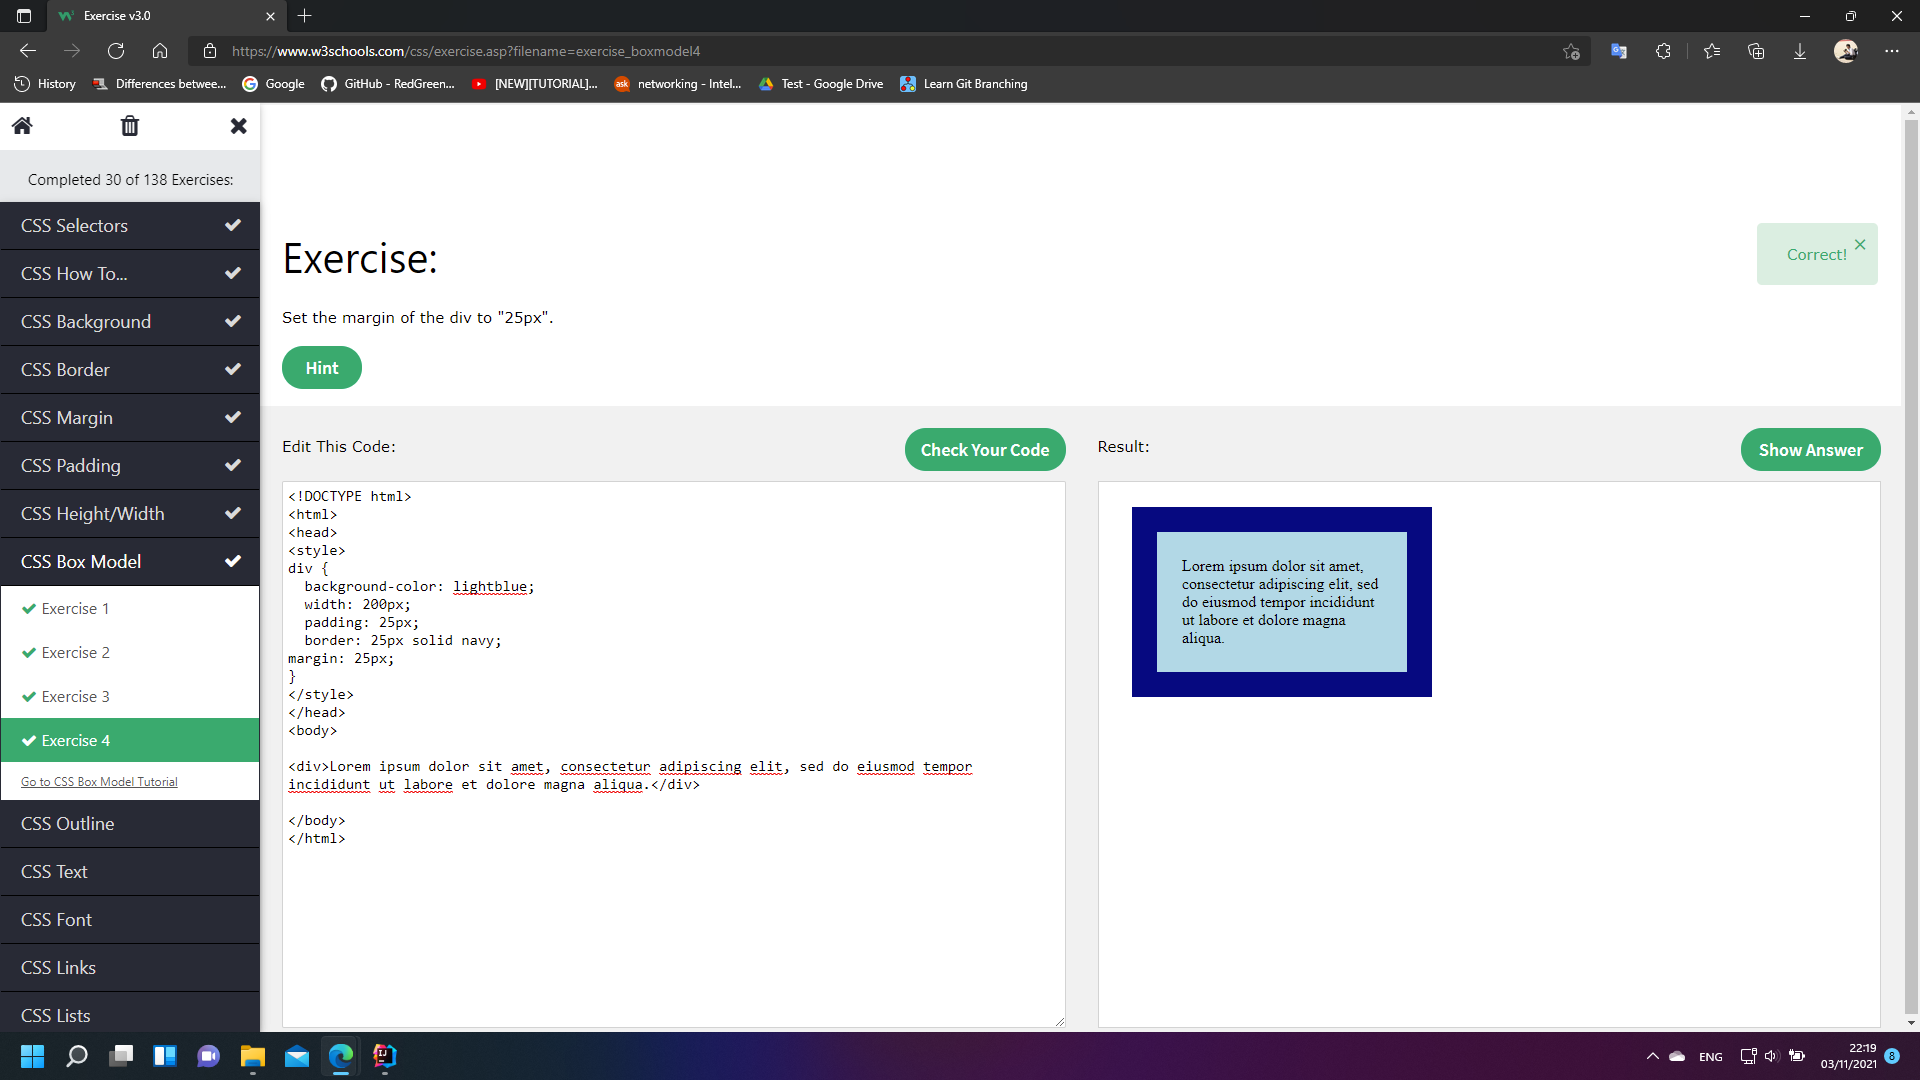 Exercise v3.0
https://www.w3schools.com/css/exercise.asp?filename=exercise_boxmodel4
History
Differences betwee...
Google
GitHub - RedGreen...
[NEW][TUTORIAL]...
ask
networking - Intel...
Test - Google Drive
Learn Git Branching
Completed 30 of 138 Exercises:
CSS Selectors
CSS How To...
CSS Background
CSS Border
CSS Margin
CSS Padding
CSS Height/Width
CSS Box Model
Exercise 1
Exercise 2
Exercise 3
Exercise 4
Go to CSS Box Model Tutorial
CSS Outline
CSS Text
CSS Font
CSS Links
CSS Lists
Exercise:
Correct!
Set the margin of the div to "25px".
Hint
Edit This Code:
Check Your Code
<!DOCTYPE html>
<html>
<head>
<style>
div {
  background-color: lightblue;
  width: 200px;
  padding: 25px;
  border: 25px solid navy;
margin: 25px;
}
</style>
</head>
<body>
<div>Lorem ipsum dolor sit amet, consectetur adipiscing elit, sed do eiusmod tempor
incididunt ut labore et dolore magna aliqua.</div>
</body>
</html>
Result:
Show Answer
Lorem ipsum dolor sit amet,
consectetur adipiscing elit, sed
do eiusmod tempor incididunt
ut labore et dolore magna
aliqua.
IJ
ENG
22:19
03/11/2021
8